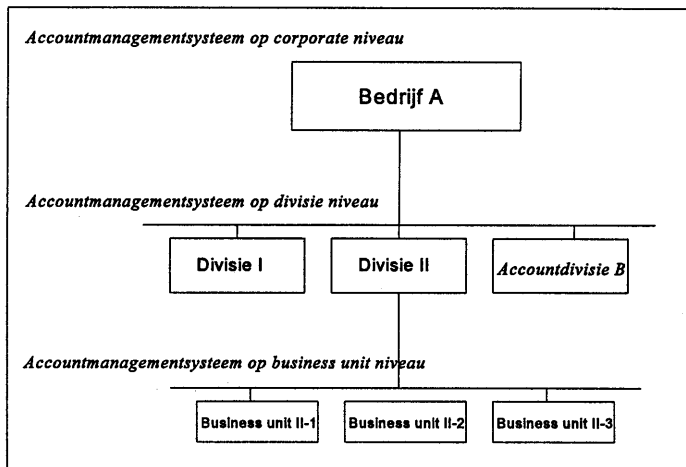 Accountmanagementsysteem op corporate niveau
Bedrijf A
Accountmanagementsysteem op divisie niveau
Divisie I
Divisie II
Accountdivisie B
Accountmanagementsysteem op business unit niveau
Business unit II-1
Business unit II-2
Business unit II-3